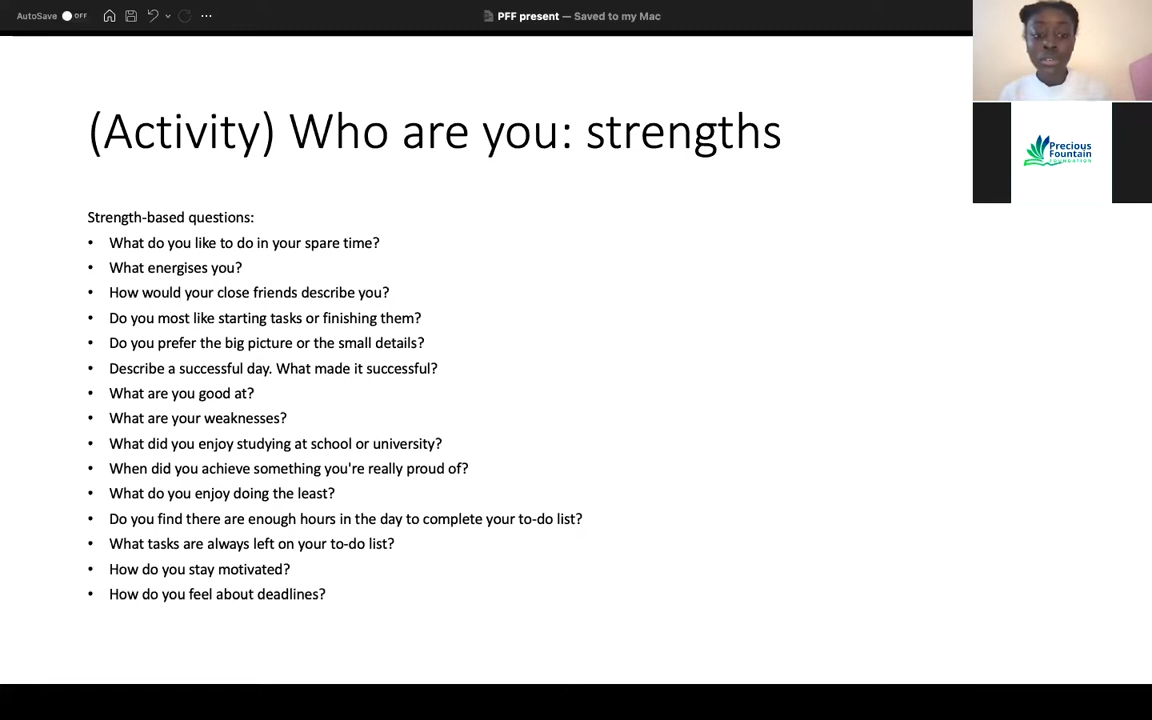 AutoSave OFF
PFF present — Saved to my Mac
(Activity) Who are you: strengths
Precious
Fountain
FOUNDATION
Strength-based questions:
• What do you like to do in your spare time?
• What energises you?
• How would your close friends describe you?
• Do you most like starting tasks or finishing them?
• Do you prefer the big picture or the small details?
• Describe a successful day. What made it successful?
• What are you good at?
• What are your weaknesses?
• What did you enjoy studying at school or university?
• When did you achieve something you're really proud of?
• What do you enjoy doing the least?
• Do you find there are enough hours in the day to complete your to-do list?
• What tasks are always left on your to-do list?
• How do you stay motivated?
• How do you feel about deadlines?